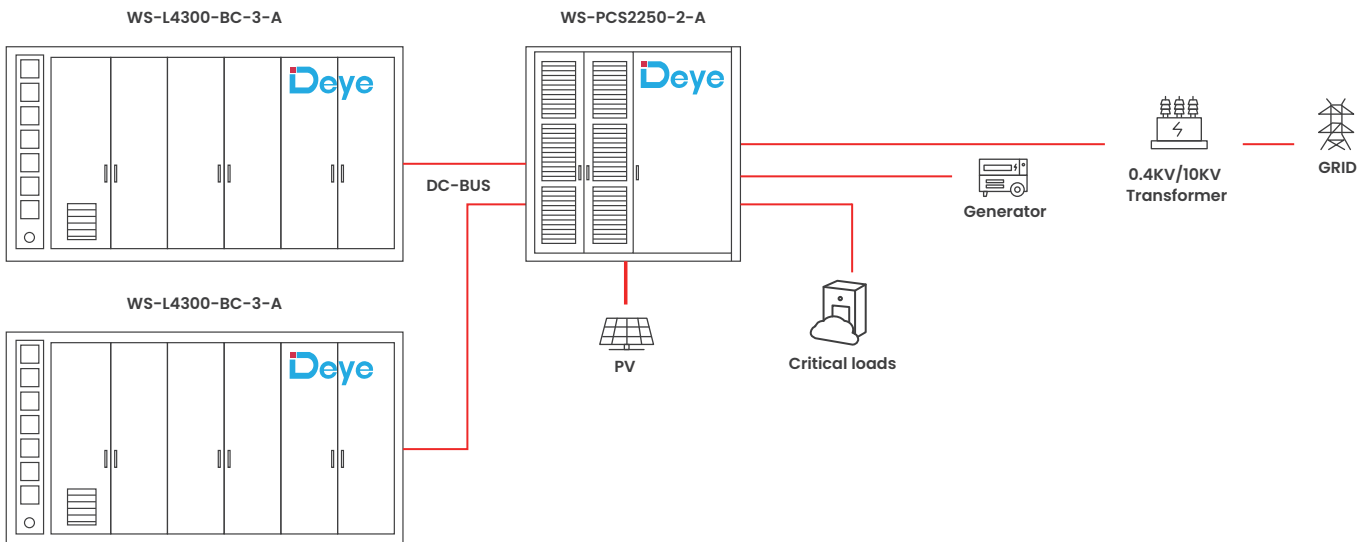 WS-L4300-BC-3-A
WS-PCS2250-2-A
Deye
Deye
DC-BUS
0.4KV/10KV
Transformer
GRID
Generator
WS-L4300-BC-3-A
Deye
PV
Critical loads